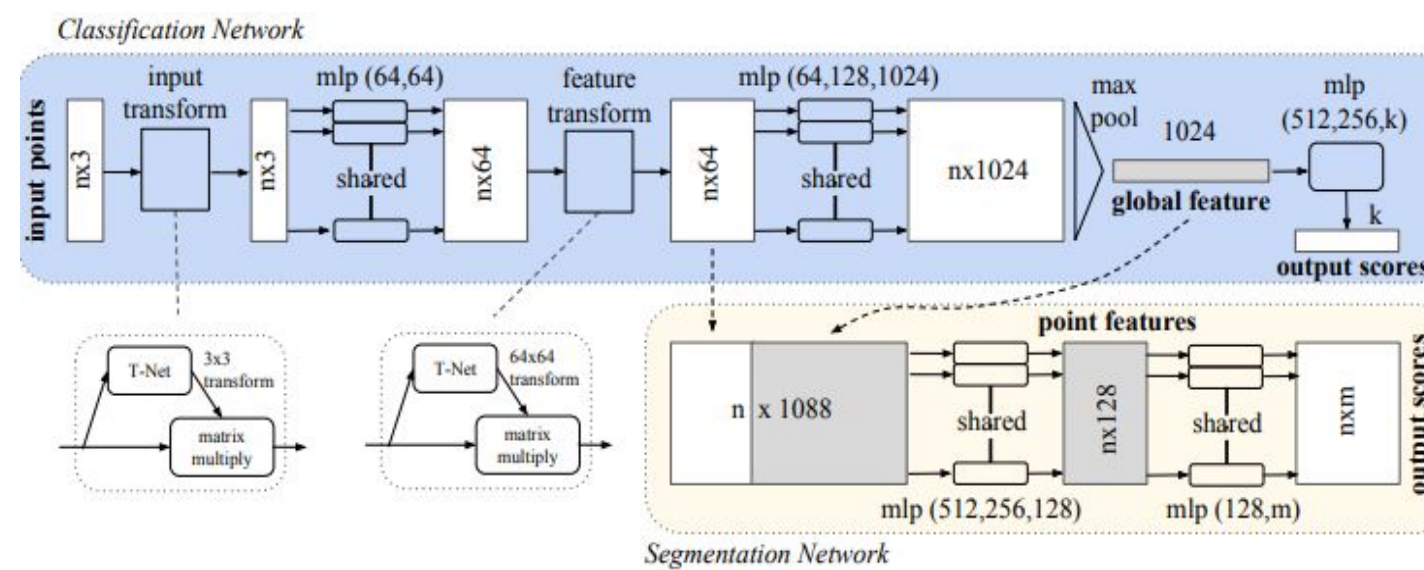 Classification Network
input points
nx3
input
transform
nx3
mlp (64,64)
shared
nx64
feature
transform
nx64
mlp (64,128,1024)
shared
nx1024
max
pool
1024
global feature
mlp
(512,256,k)
k
output scores
T-Net
3x3
transform
matrix
multiply
T-Net
64x64
transform
matrix
multiply
point features
n x 1088
shared
mlp (512,256,128)
nx128
shared
mlp (128,m)
nxm
output scores
Segmentation Network